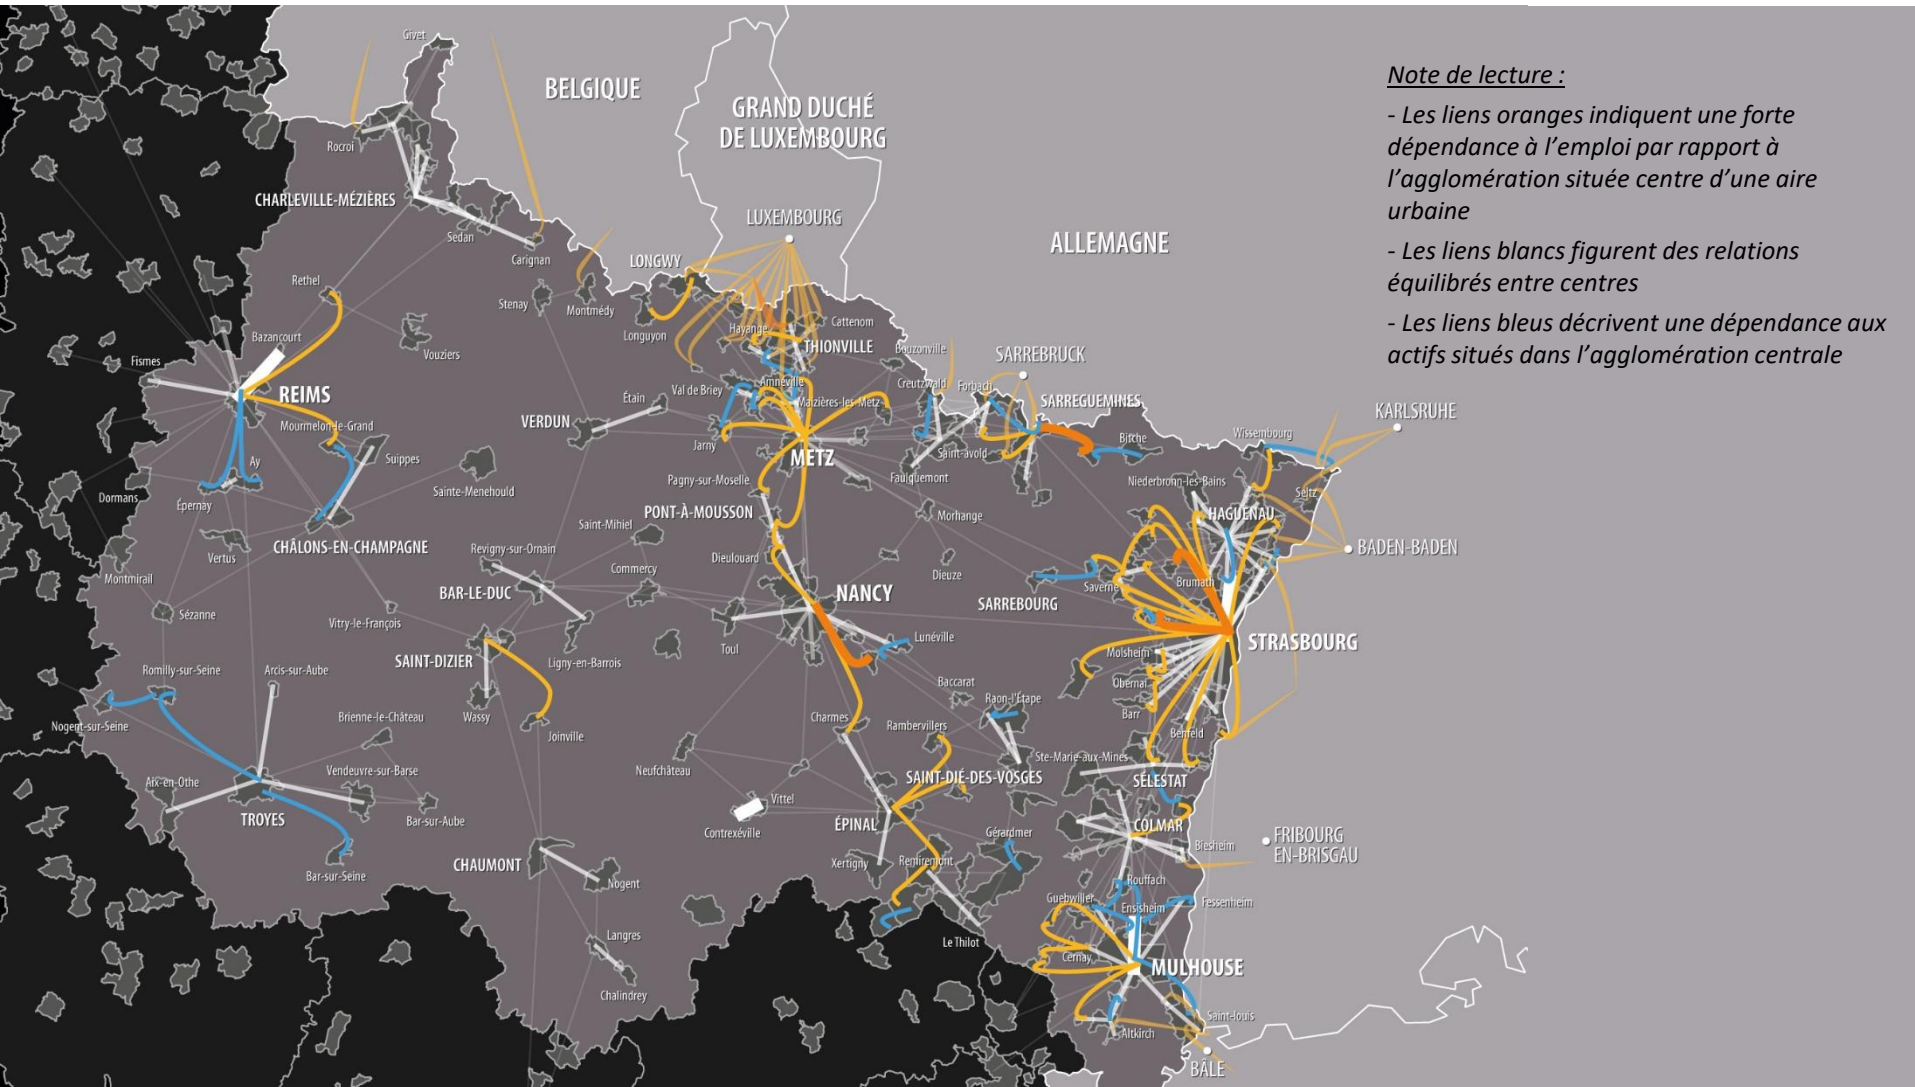 Note de lecture :
- Les liens oranges indiquent une forte
dépendance à l'emploi par rapport à
l'agglomération située centre d'une aire
urbaine
- Les liens blancs figurent des relations
équilibrés entre centres
- Les liens bleus décrivent une dépendance aux
actifs situés dans l'agglomération centrale
Givet
BELGIQUE
GRAND DUCHÉ
DE LUXEMBOURG
Rocroi
CHARLEVILLE-MÉZIÈRES
LUXEMBOURG
Sedan
ALLEMAGNE
Carignan
LONGWY
Rethel
Stenay
Montmédy
Cattenom
Hayange
Longuyon
Bazancourt
THIONVILLE
Bouzonville
Vouziers
SARREBRUCK
Fismes
Amnéville
Creutzwald
Forbach
Val de Briey
REIMS
Étain
Maizières-les-Metz
SARREGUEMINES
KARLSRUHE
VERDUN
Mourmelon-le-Grand
Wissembourg
Bitche
Jarny
Saint-avold
METZ
Suippes
Ay
Pagny-sur-Moselle
Faulquemont
Niederbronn-les-Bains
Sainte-Menehould
Seltz
Dormans
Épernay
PONT-À-MOUSSON
Morhange
HAGUENAU
Saint-Mihiel
CHÂLONS-EN-CHAMPAGNE
Revigny-sur-Ornain
BADEN-BADEN
Vertus
Dieulouard
Commercy
Dieuze
Montmirail
Brumath
Saverne
BAR-LE-DUC
NANCY
SARREBOURG
Sézanne
Vitry-le-François
Lunéville
STRASBOURG
Toul
Molsheim
SAINT-DIZIER
Ligny-en-Barrois
Romilly-sur-Seine
Arcis-sur-Aube
Baccarat
Obernai
Raon-l'Étape
Barr
Wassy
Brienne-le-Château
Charmes
Nogent-sur-Seine
Rambervillers
Benfeld
Joinville
Ste-Marie-aux-Mines
Neufchâteau
Vendeuvre-sur-Barse
SAINT-DIÉ-DES-VOSGES
SÉLESTAT
Aix-en-Othe
Vittel
TROYES
Bar-sur-Aube
ÉPINAL
COLMAR
Contrexéville
Gérardmer
FRIBOURG
EN-BRISGAU
Biesheim
CHAUMONT
Xertigny
Remiremont
Bar-sur-Seine
Nogent
Rouffach
Guebwiller
Fessenheim
Ensisheim
Langres
Le Thilot
Cernay
MULHOUSE
Chalindrey
Saint-louis
Altkirch
BÂLE